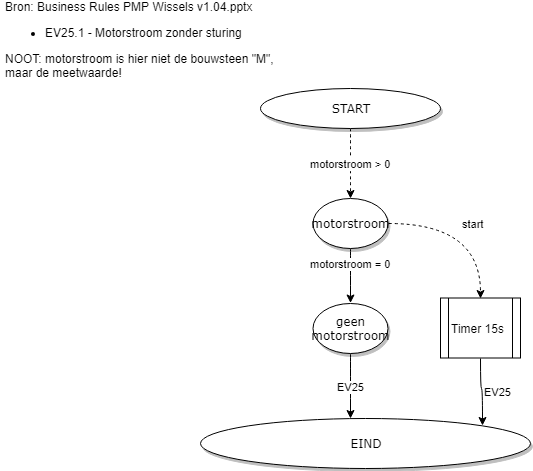 Bron: Business Rules PMP Wissels v1.04.pptx
• EV25.1 - Motorstroom zonder sturing
NOOT: motorstroom is hier niet de bouwsteen "M",
maar de meetwaarde!
START
motorstroom > 0
motorstroom
start
motorstroom = 0
geen
motorstroom
Timer 15s
EV25
EV25
EIND